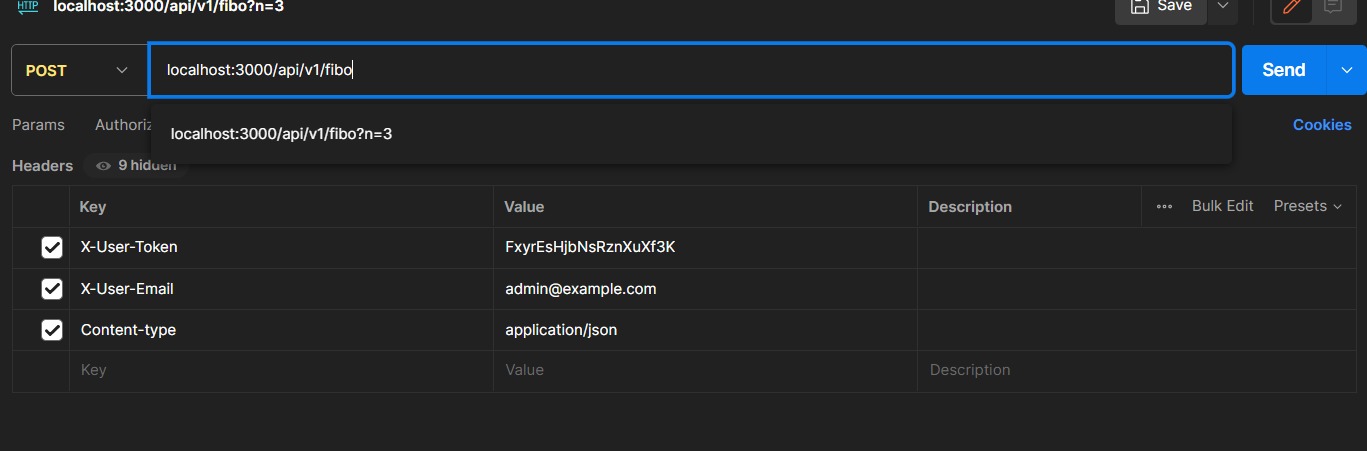 HTTP localhost:3000/api/v1/fibo?n=3 Save
POST localhost:3000/api/v1/fibo Send
Params Authoriz Cookies
localhost:3000/api/v1/fibo?n=3
Headers 9 hidden
Key Value Description Bulk Edit Presets
X-User-Token FxyrEsHjbNsRznXuXf3K
X-User-Email admin@example.com
Content-type application/json
Key Value Description